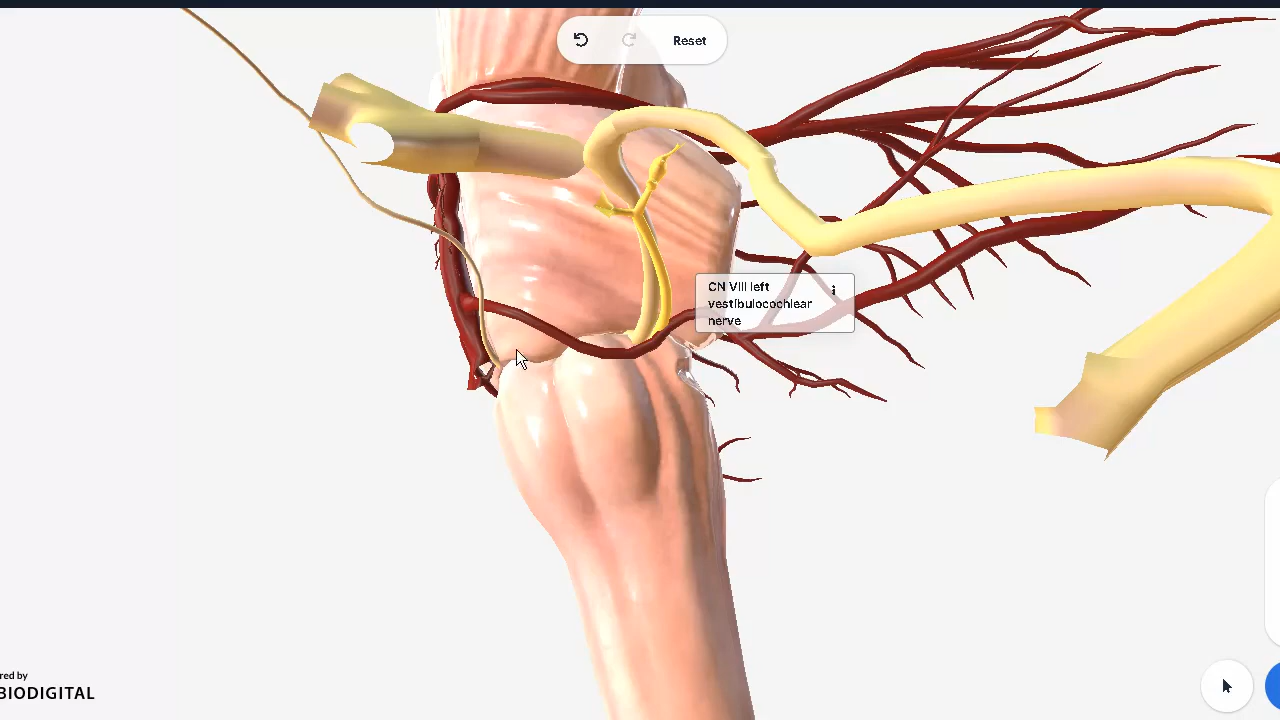 Reset
CN VIII left
vestibulocochlear
nerve
red by
BIODIGITAL